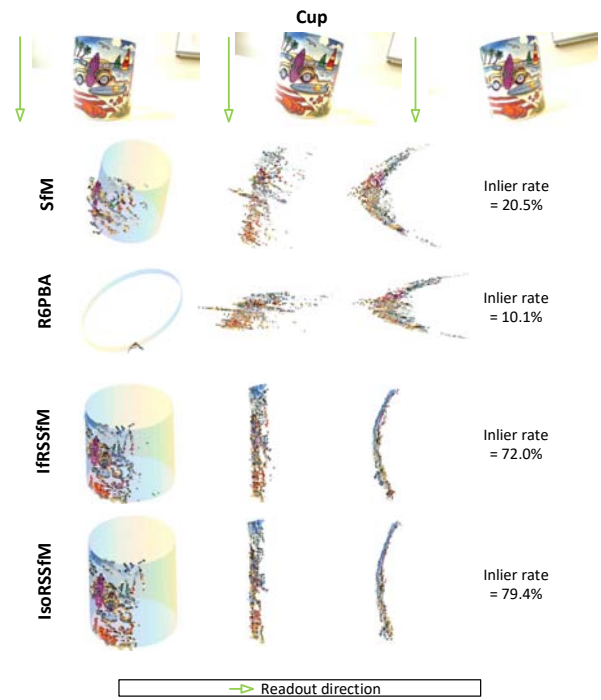 Cup
SfM
Inlier rate
= 20.5%
R6PBA
Inlier rate
= 10.1%
IfRSSfM
Inlier rate
= 72.0%
IsoRSSfM
Inlier rate
= 79.4%
Readout direction